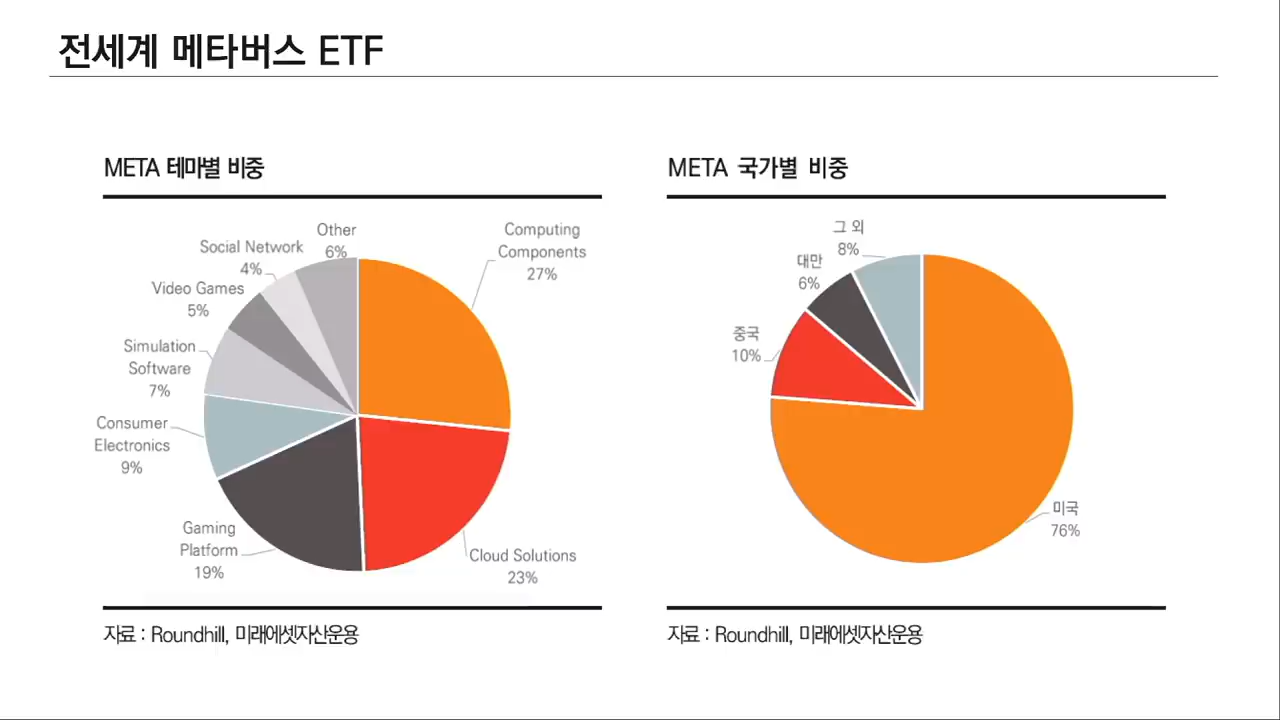 전세계 메타버스 ETF
META 테마별 비중
Other
6%
Computing
Components
27%
Social Network
4%
Video Games
5%
Simulation
Software
7%
Consumer
Electronics
9%
Gaming
Platform
19%
Cloud Solutions
23%
자료 : Roundhill, 미래에셋자산운용
META 국가별 비중
그 외
8%
대만
6%
중국
10%
미국
76%
자료 : Roundhill, 미래에셋자산운용